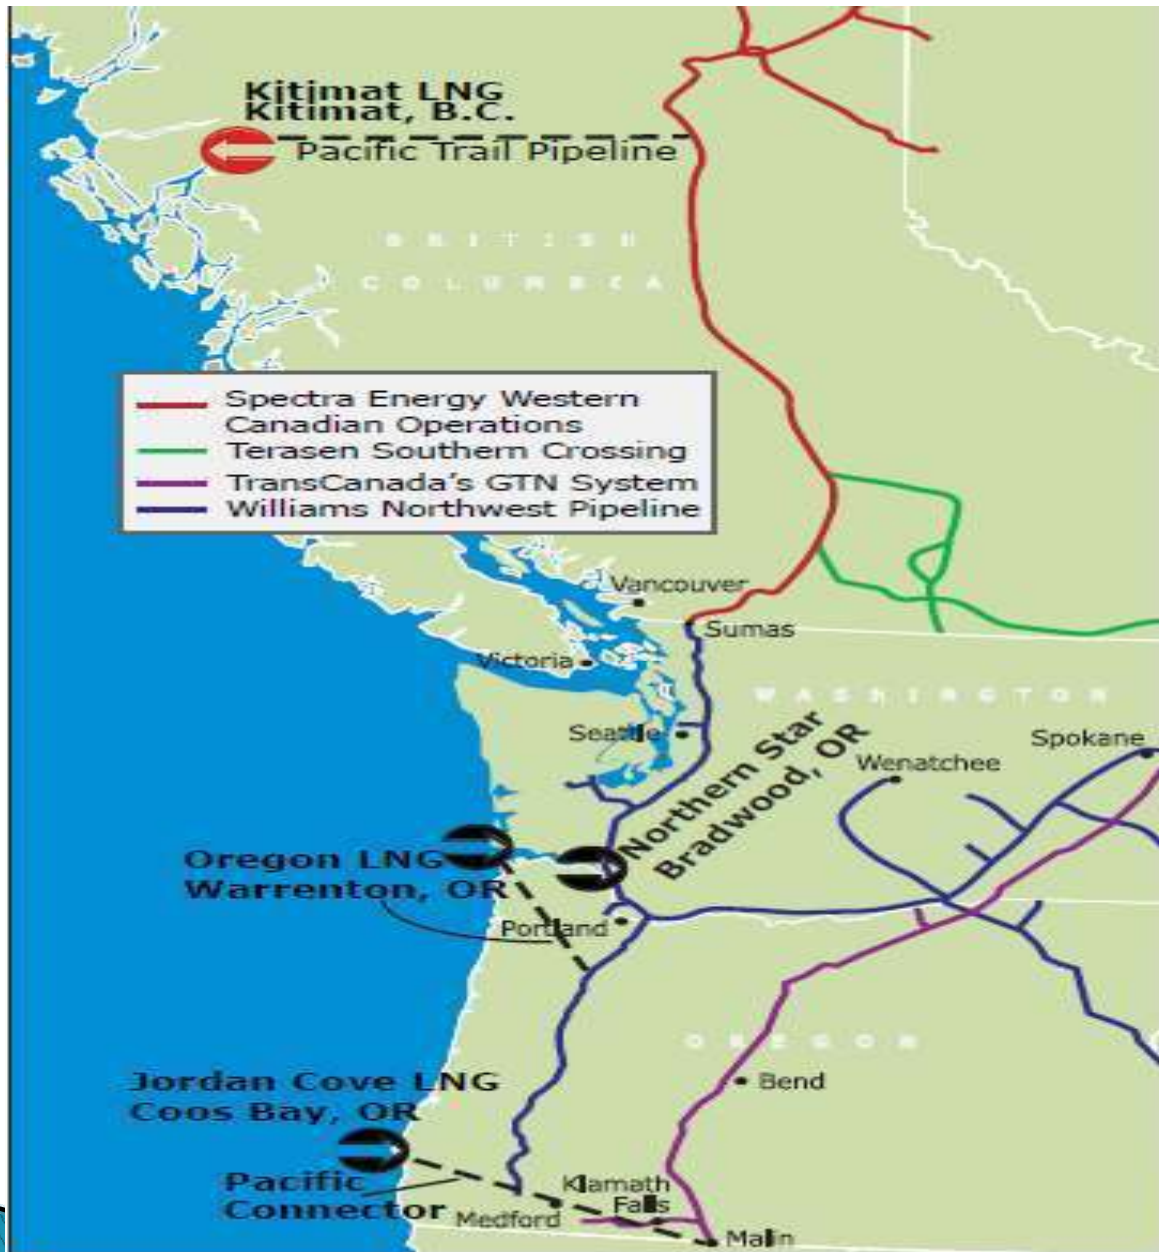 Kitimat LNG
Kitimat, B.C.
Pacific Trail Pipeline
BRITISH
COLUMBIA
Spectra Energy Western
Canadian Operations
Terasen Southern Crossing
TransCanada's GTN System
Williams Northwest Pipeline
Vancouver
Sumas
Victoria
WASHINGTON
Seattle
Northern Star
Bradwood, OR
Spokane
Wenatchee
Oregon LNG
Warrenton, OR
Portland
OREGON
Jordan Cove LNG
Coos Bay, OR
Bend
Pacific
Connector
Klamath
Falls
Medford
Malin